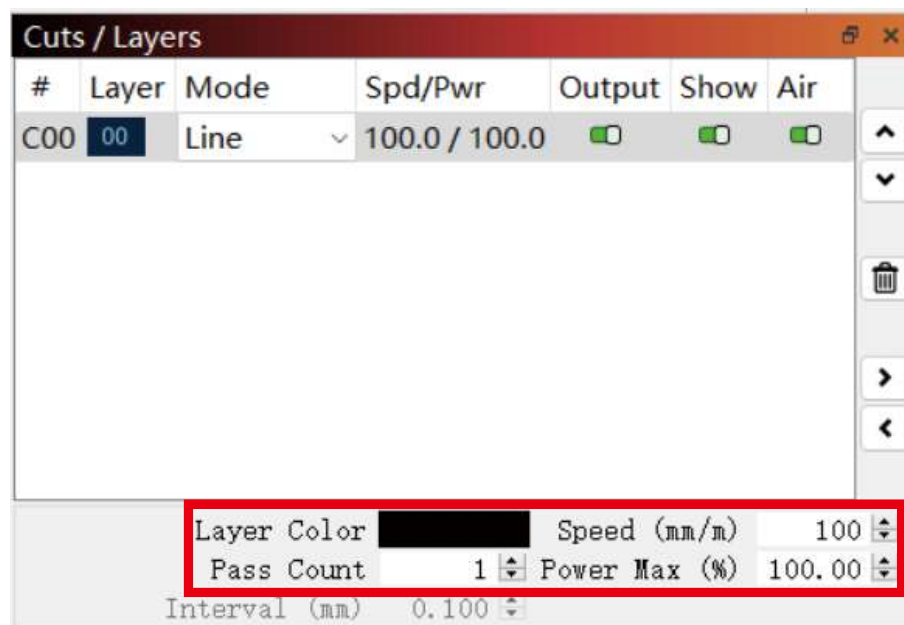 Cuts / Layers
# Layer Mode Spd/Pwr Output Show Air
C00 00 Line 100.0 / 100.0
Layer Color Speed (mm/m) 100
Pass Count 1 Power Max (%) 100.00
Interval (mm) 0.100